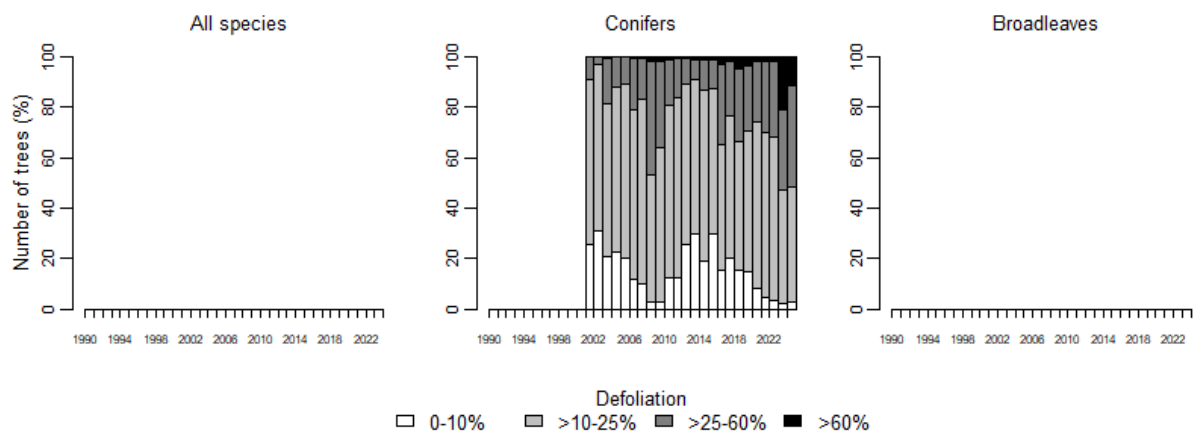 All species
Conifers
Broadleaves
Number of trees (%)
0 20 40 60 80 100
0 20 40 60 80 100
0 20 40 60 80 100
1990 1994 1998 2002 2006 2010 2014 2018 2022
1990 1994 1998 2002 2006 2010 2014 2018 2022
1990 1994 1998 2002 2006 2010 2014 2018 2022
Defoliation
0-10% >10-25% >25-60% >60%